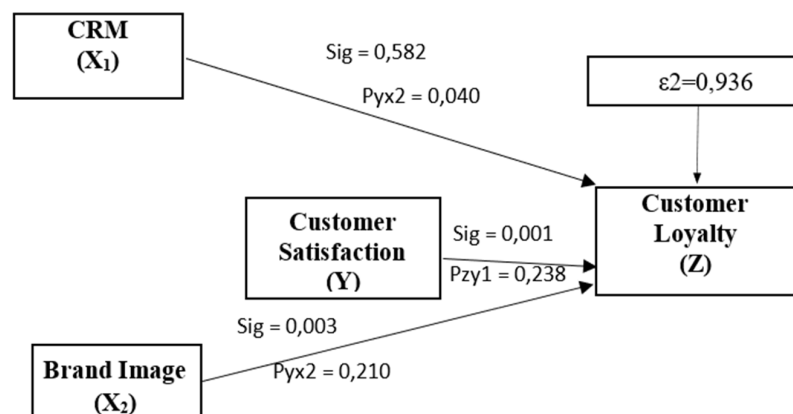 CRM
(X₁)
Sig = 0,582
Pyx2 = 0,040
ε2=0,936
Customer
Satisfaction
(Y)
Sig = 0,001
Pzy1 = 0,238
Customer
Loyalty
(Z)
Sig = 0,003
Pyx2 = 0,210
Brand Image
(X₂)